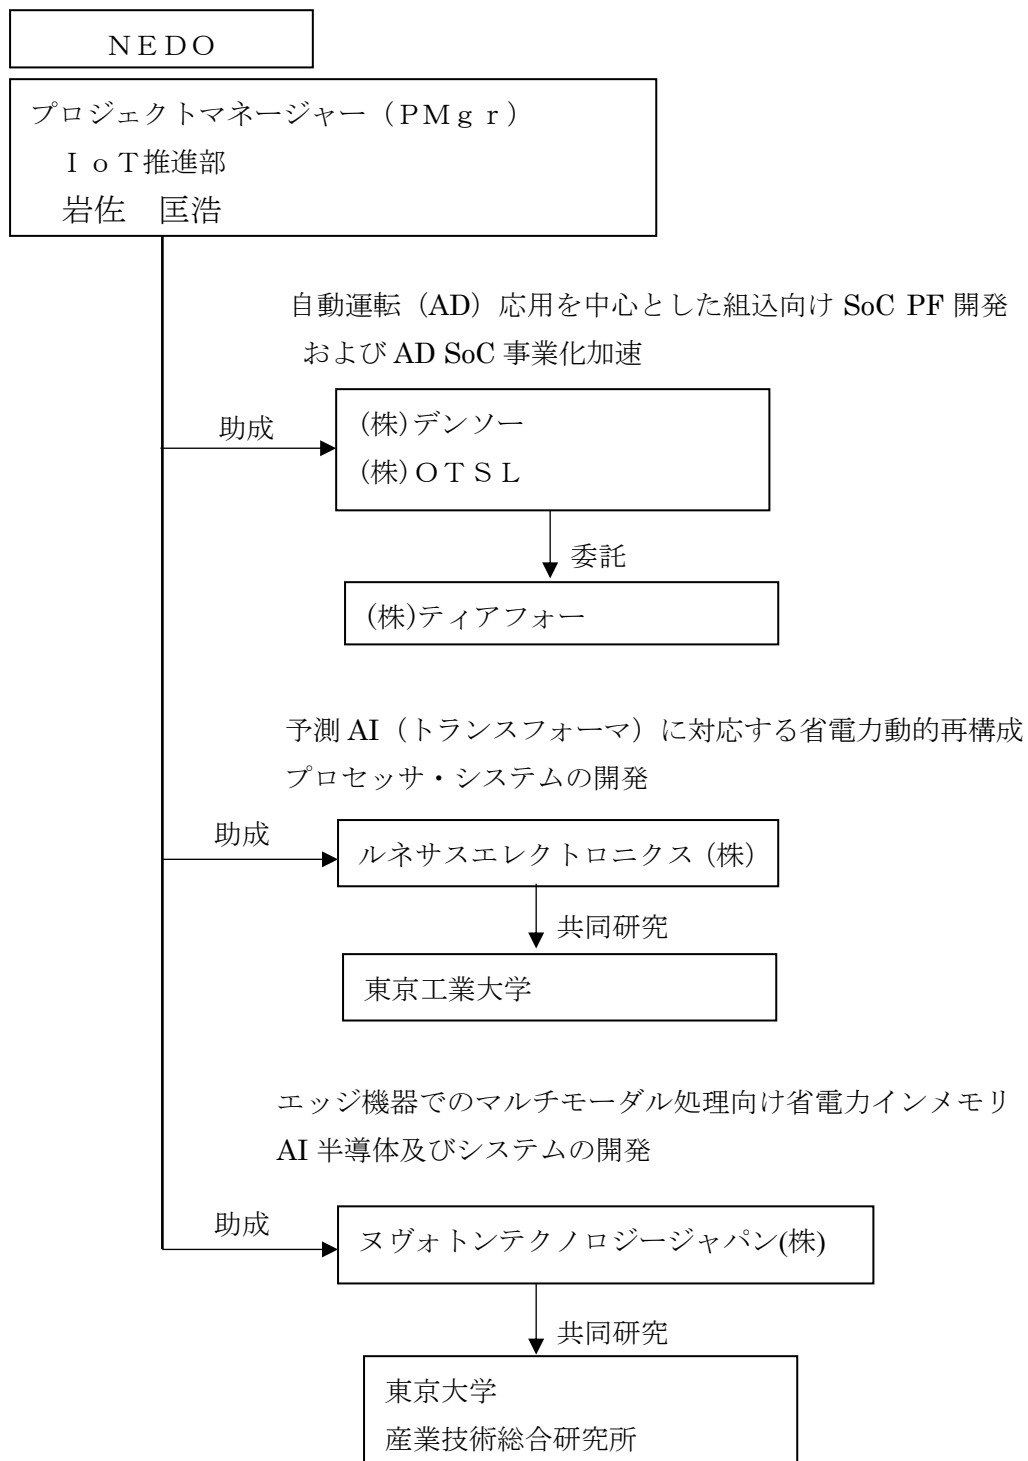 ＮＥＤＯ
プロジェクトマネージャー（ＰＭｇｒ）
ＩｏＴ推進部
岩佐　匡浩
自動運転（AD）応用を中心とした組込向け SoC PF 開発
および AD SoC 事業化加速
助成
(株)デンソー
(株)ＯＴＳＬ
委託
(株)ティアフォー
予測 AI（トランスフォーマ）に対応する省電力動的再構成
プロセッサ・システムの開発
助成
ルネサスエレクトロニクス（株）
共同研究
東京工業大学
エッジ機器でのマルチモーダル処理向け省電力インメモリ
AI 半導体及びシステムの開発
助成
ヌヴォトンテクノロジージャパン(株)
共同研究
東京大学
産業技術総合研究所